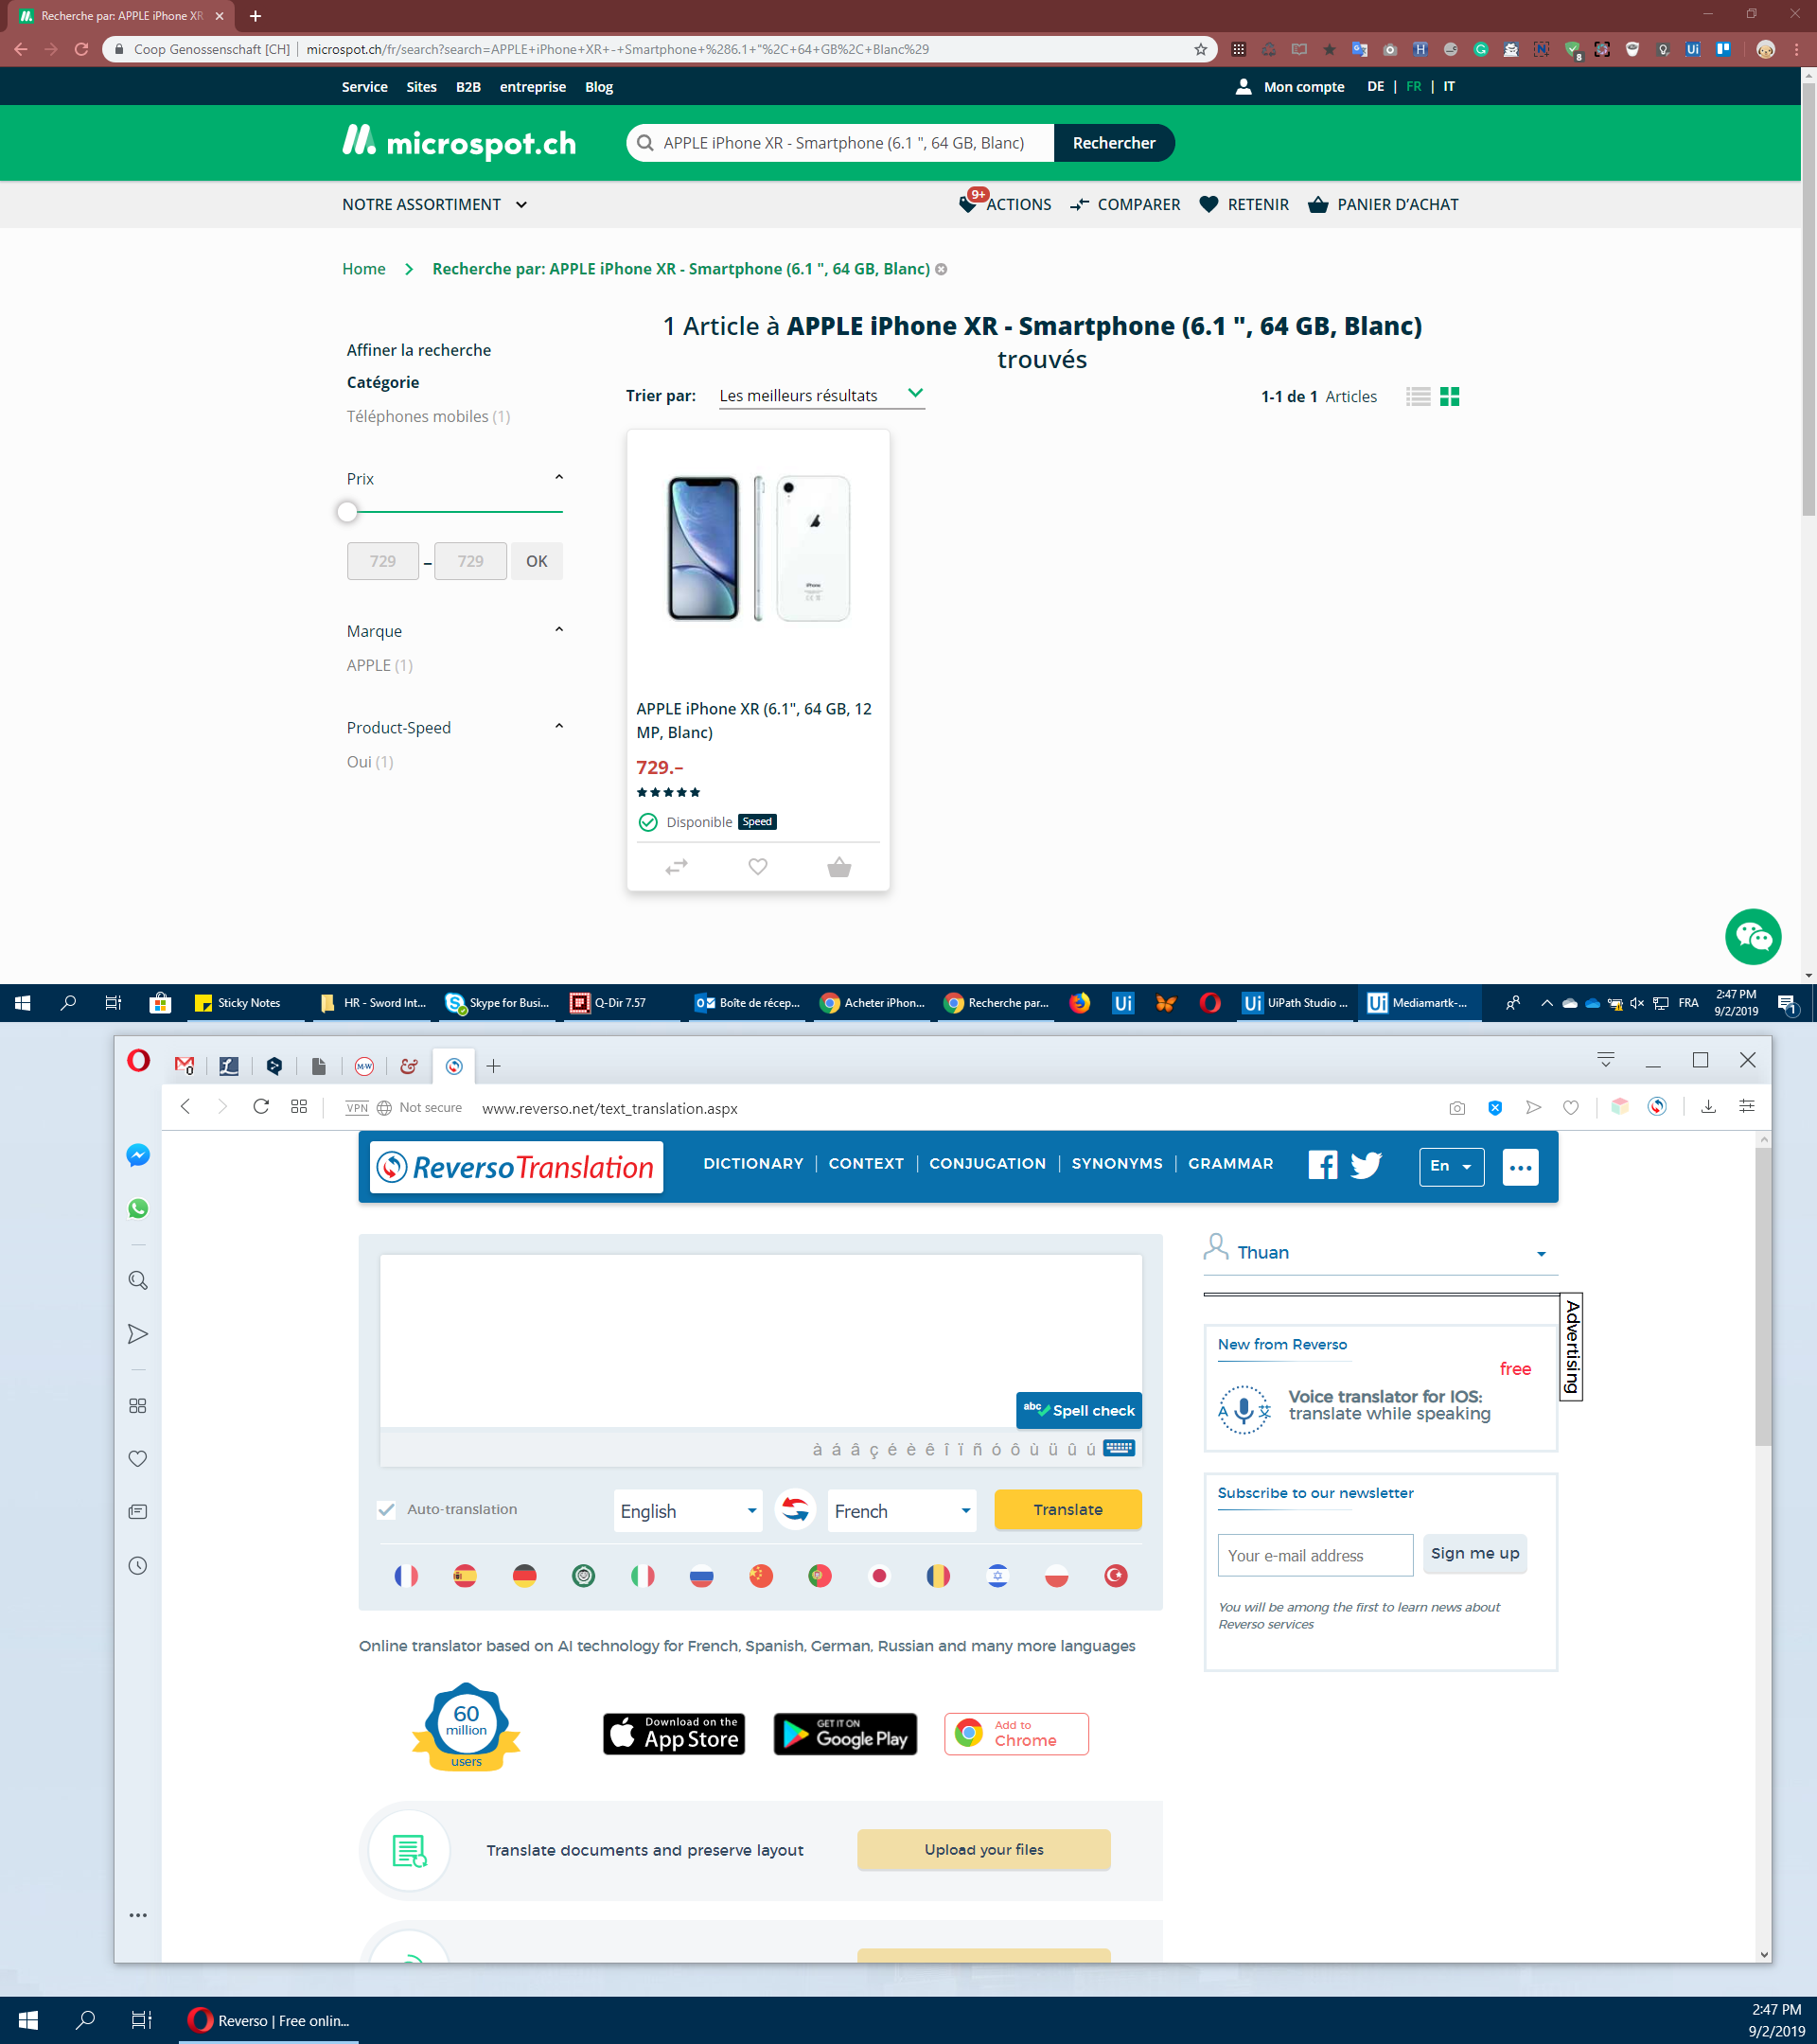 Recherche par: APPLE iPhone XR
Coop Genossenschaft [CH] | microspot.ch/fr/search?search=APPLE+iPhone+XR+-+Smartphone+%286.1+"%2C+64+GB%2C+Blanc%29
Service Sites B2B entreprise Blog
Mon compte DE | FR | IT
microspot.ch
APPLE iPhone XR - Smartphone (6.1 ", 64 GB, Blanc)
Rechercher
NOTRE ASSORTIMENT
9+
ACTIONS COMPARER RETENIR PANIER D’ACHAT
Home > Recherche par: APPLE iPhone XR - Smartphone (6.1 ", 64 GB, Blanc)
1 Article à APPLE iPhone XR - Smartphone (6.1 ", 64 GB, Blanc)
trouvés
Affiner la recherche
Catégorie
Téléphones mobiles (1)
Trier par: Les meilleurs résultats
1-1 de 1 Articles
Prix
729 – 729 OK
Marque
APPLE (1)
Product-Speed
Oui (1)
iPhone
APPLE iPhone XR (6.1", 64 GB, 12
MP, Blanc)
729.–
Disponible Speed
Sticky Notes
HR - Sword Int...
Skype for Busi...
Q-Dir 7.57
Boîte de récep...
Acheter iPhon...
Recherche par...
UiPath Studio ...
Mediamartk-...
FRA
2:47 PM
9/2/2019
VPN Not secure www.reverso.net/text_translation.aspx
Reverso Translation
DICTIONARY | CONTEXT | CONJUGATION | SYNONYMS | GRAMMAR
En
Thuan
Advertising
abc Spell check
à á â ç é è ê î ï ñ ó ô ù ü û ú
Auto-translation
English
French
Translate
New from Reverso
free
Voice translator for IOS:
translate while speaking
Subscribe to our newsletter
Your e-mail address
Sign me up
You will be among the first to learn news about
Reverso services
Online translator based on AI technology for French, Spanish, German, Russian and many more languages
60
million
users
Download on the
App Store
GET IT ON
Google Play
Add to
Chrome
Translate documents and preserve layout
Upload your files
Reverso | Free onlin...
2:47 PM
9/2/2019